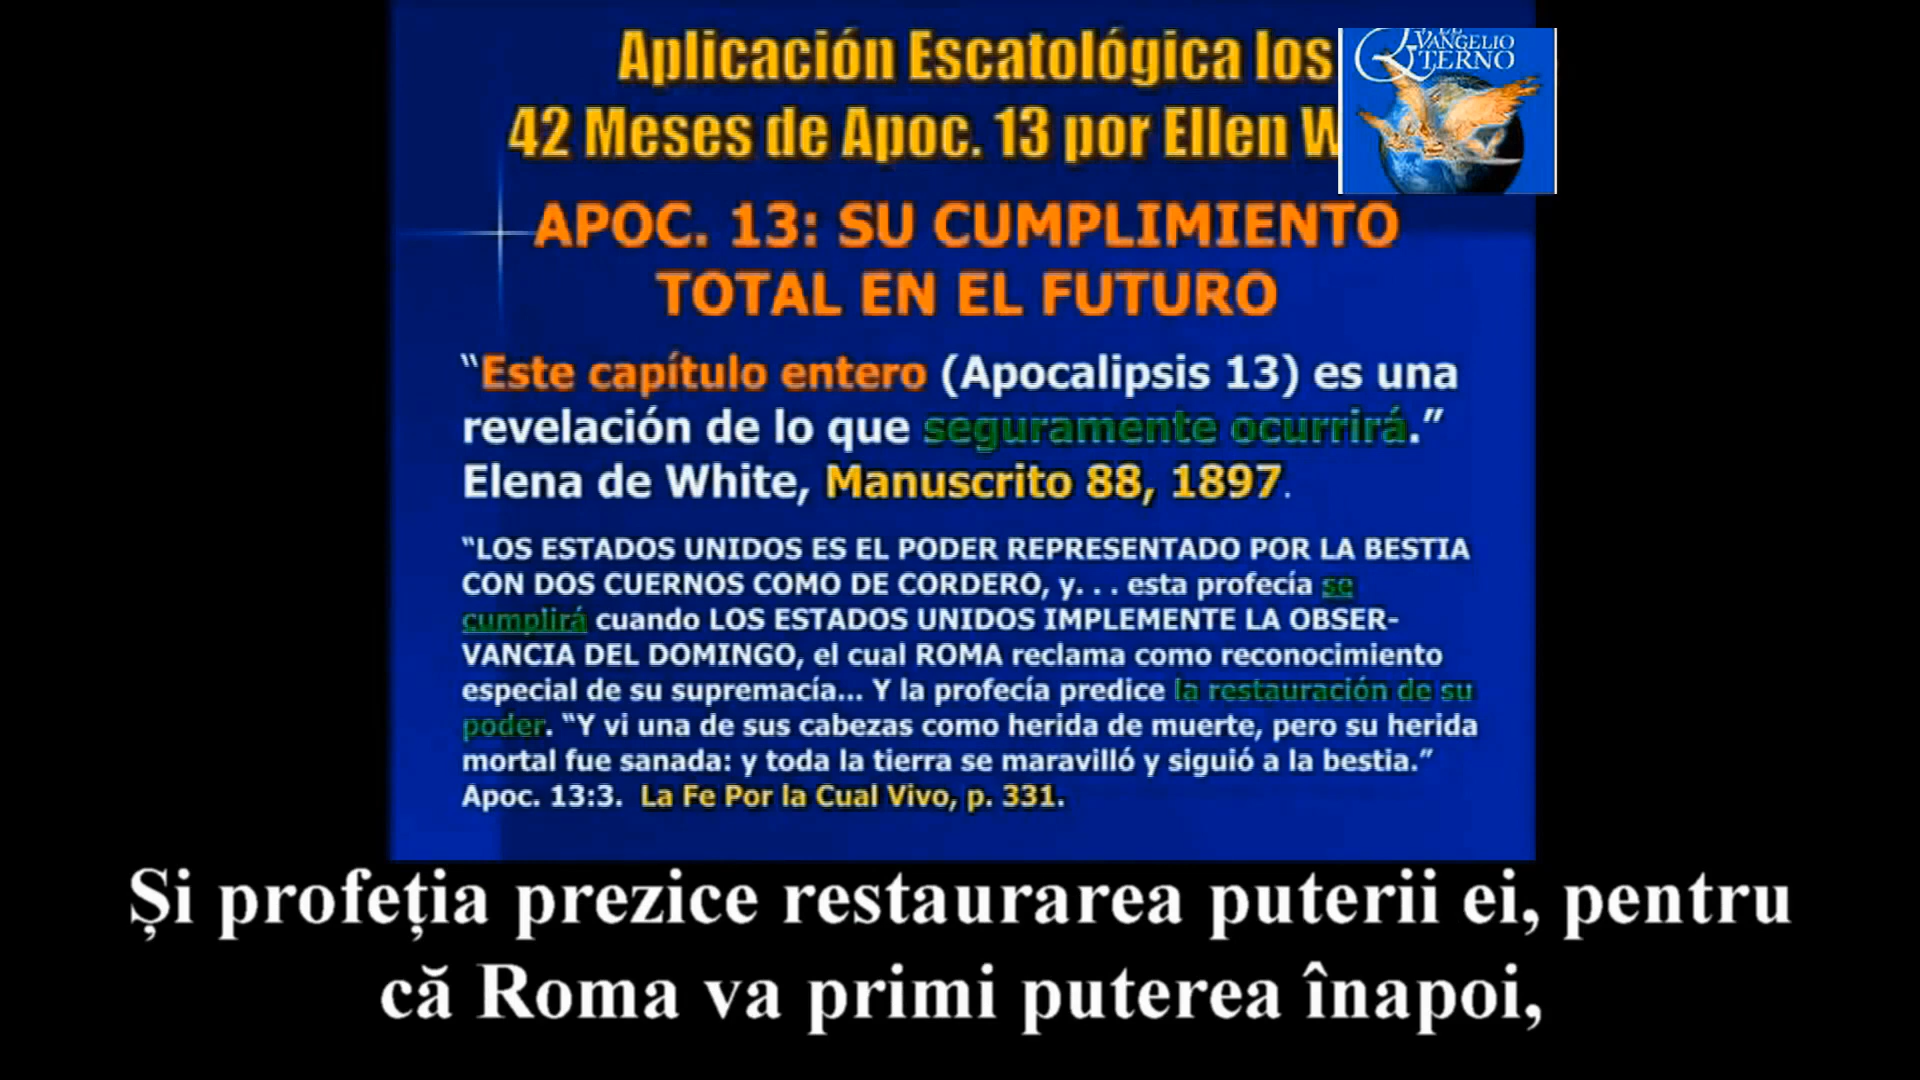 Aplicación Escatológica los
42 Meses de Apoc. 13 por Ellen
VANGELIO
TERNO
APOC. 13: SU CUMPLIMIENTO
TOTAL EN EL FUTURO
“Este capítulo entero (Apocalipsis 13) es una
revelación de lo que seguramente ocurrirá.”
Elena de White, Manuscrito 88, 1897.
“LOS ESTADOS UNIDOS ES EL PODER REPRESENTADO POR LA BESTIA
CON DOS CUERNOS COMO DE CORDERO, y. . . esta profecía se
cumplirá cuando LOS ESTADOS UNIDOS IMPLEMENTE LA OBSER-
VANCIA DEL DOMINGO, el cual ROMA reclama como reconocimiento
especial de su supremacía... Y la profecía predice la restauración de su
poder. “Y vi una de sus cabezas como herida de muerte, pero su herida
mortal fue sanada: y toda la tierra se maravilló y siguió a la bestia.”
Apoc. 13:3. La Fe Por la Cual Vivo, p. 331.
Și profeția prezice restaurarea puterii ei, pentru
că Roma va primi puterea înapoi,